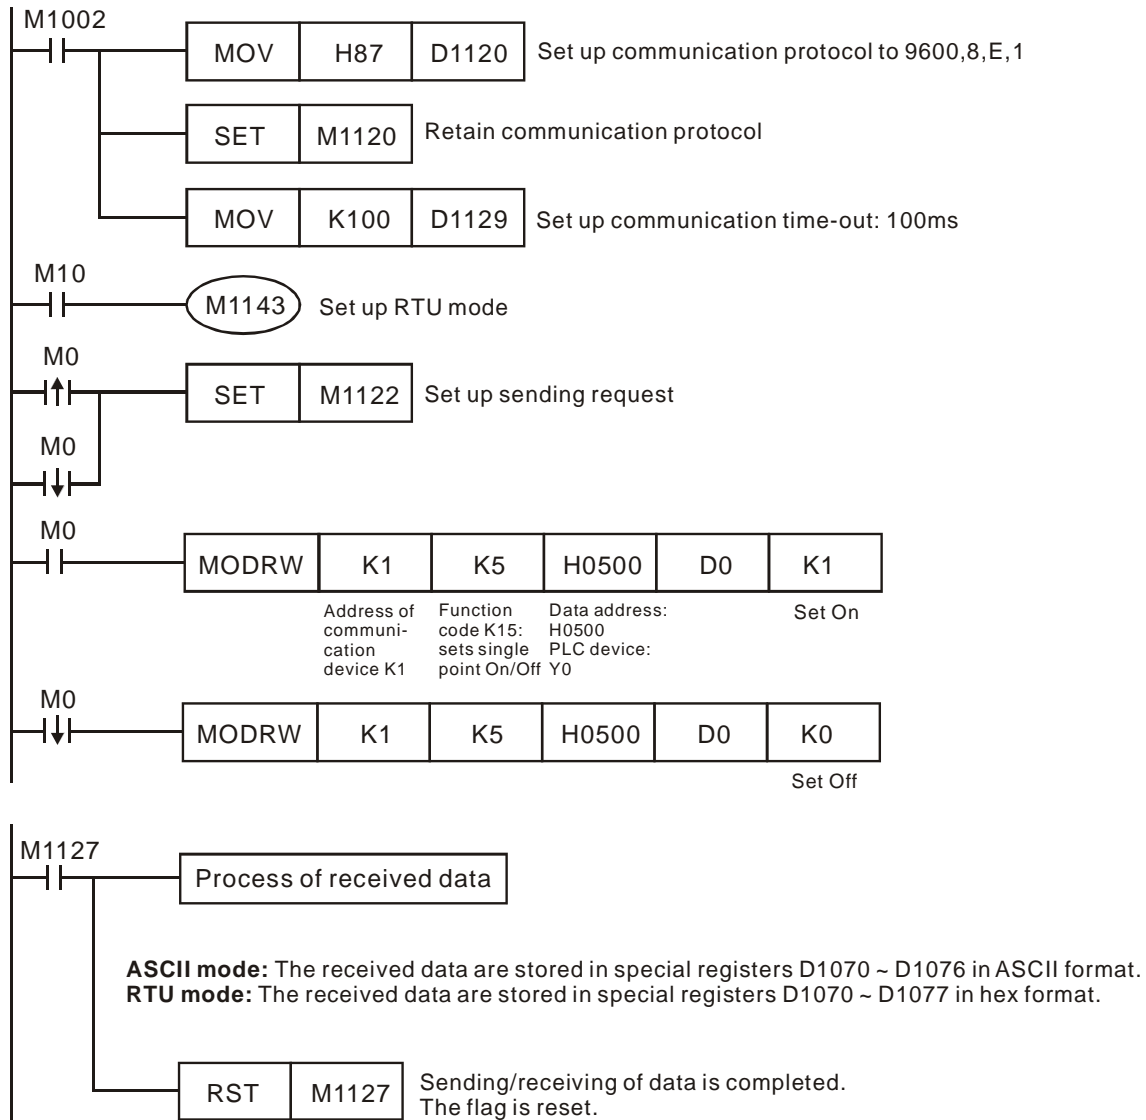 M1002
MOV H87 D1120 Set up communication protocol to 9600,8,E,1
SET M1120 Retain communication protocol
MOV K100 D1129 Set up communication time-out: 100ms
M10
M1143 Set up RTU mode
M0
SET M1122 Set up sending request
M0
M0
MODRW K1 K5 H0500 D0 K1
Address of
communi-
cation
device K1
Function
code K15:
sets single
point On/Off
Data address:
H0500
PLC device:
Y0
Set On
M0
MODRW K1 K5 H0500 D0 K0
Set Off
M1127
Process of received data
ASCII mode: The received data are stored in special registers D1070 ~ D1076 in ASCII format.
RTU mode: The received data are stored in special registers D1070 ~ D1077 in hex format.
RST M1127
Sending/receiving of data is completed.
The flag is reset.